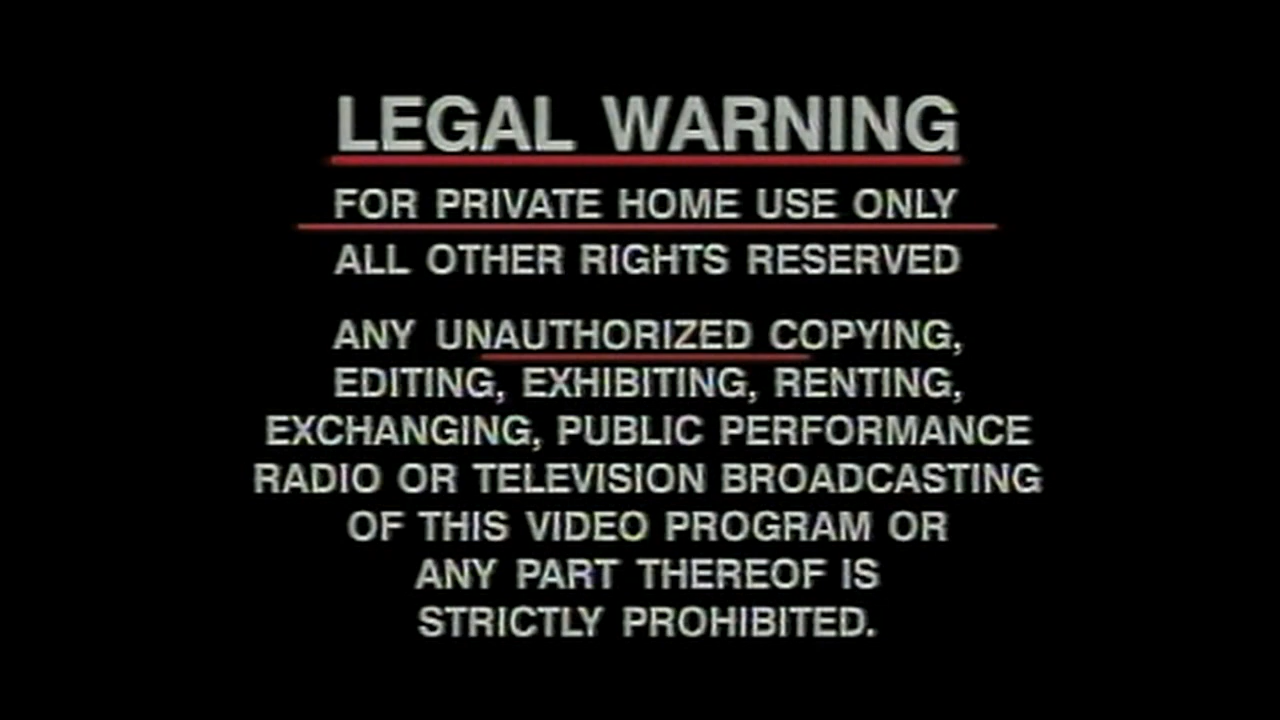 LEGAL WARNING
FOR PRIVATE HOME USE ONLY
ALL OTHER RIGHTS RESERVED
ANY UNAUTHORIZED COPYING,
EDITING, EXHIBITING, RENTING,
EXCHANGING, PUBLIC PERFORMANCE
RADIO OR TELEVISION BROADCASTING
OF THIS VIDEO PROGRAM OR
ANY PART THEREOF IS
STRICTLY PROHIBITED.